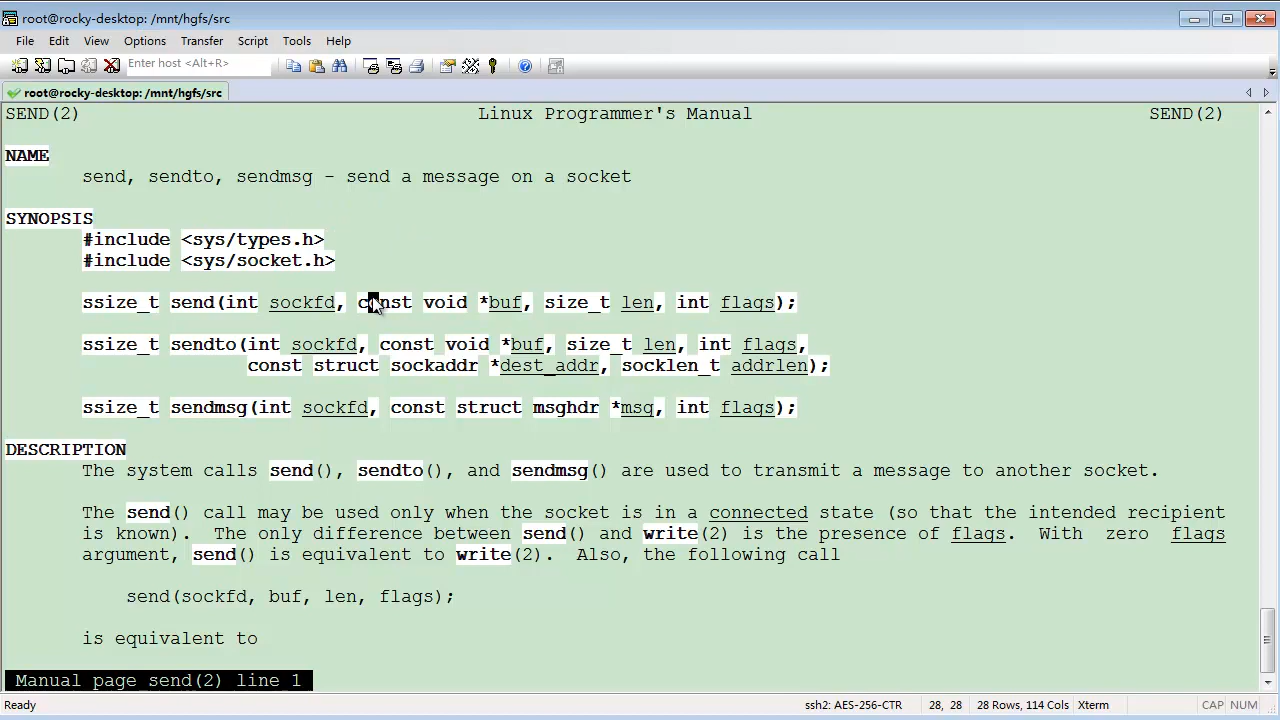 root@rocky-desktop: /mnt/hgfs/src
File Edit View Options Transfer Script Tools Help
Enter host <Alt+R>
root@rocky-desktop: /mnt/hgfs/src
SEND(2) Linux Programmer's Manual SEND(2)
NAME
send, sendto, sendmsg - send a message on a socket
SYNOPSIS
#include <sys/types.h>
#include <sys/socket.h>
ssize_t send(int sockfd, const void *buf, size_t len, int flags);
ssize_t sendto(int sockfd, const void *buf, size_t len, int flags,
const struct sockaddr *dest_addr, socklen_t addrlen);
ssize_t sendmsg(int sockfd, const struct msghdr *msg, int flags);
DESCRIPTION
The system calls send(), sendto(), and sendmsg() are used to transmit a message to another socket.
The send() call may be used only when the socket is in a connected state (so that the intended recipient
is known). The only difference between send() and write(2) is the presence of flags. With zero flags
argument, send() is equivalent to write(2). Also, the following call
send(sockfd, buf, len, flags);
is equivalent to
Manual page send(2) line 1
Ready ssh2: AES-256-CTR 28, 28 28 Rows, 114 Cols Xterm CAP NUM